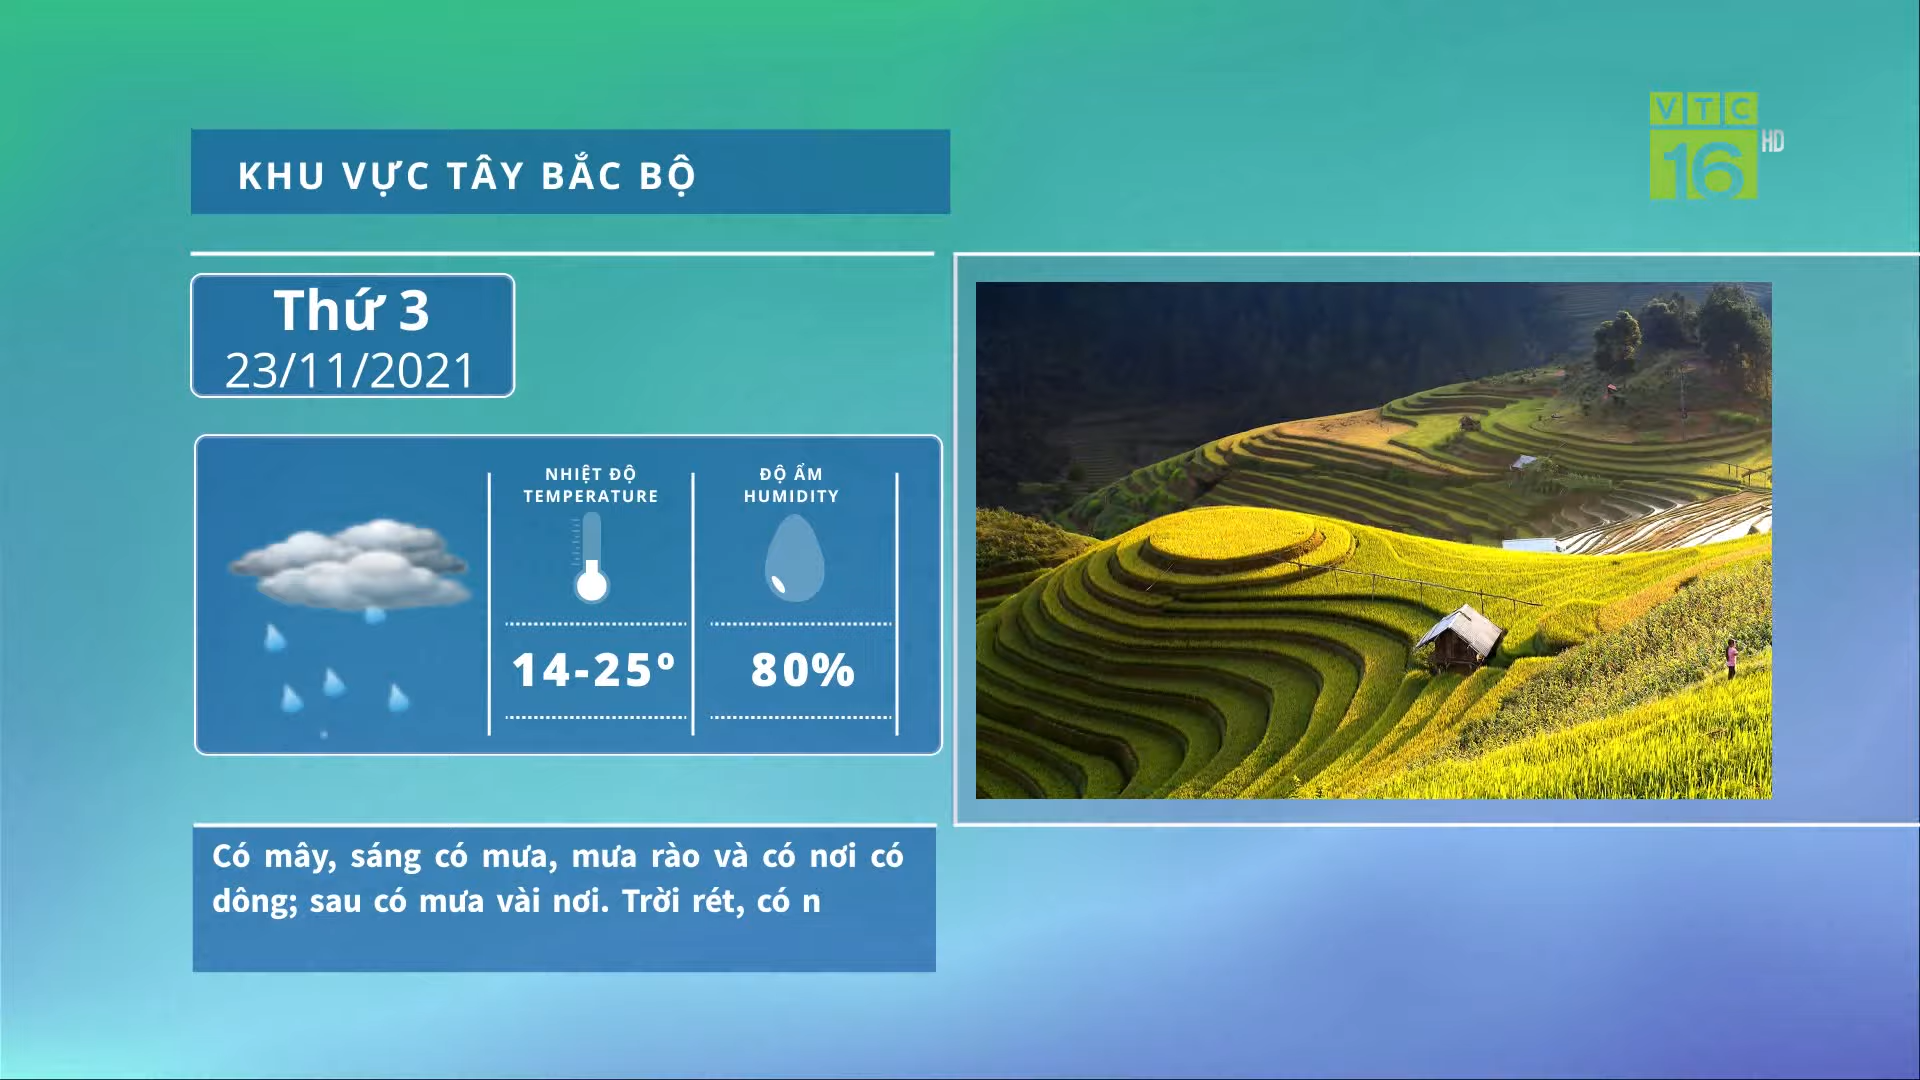 VTC
16 HD
KHU VỰC TÂY BẮC BỘ
Thứ 3
23/11/2021
NHIỆT ĐỘ
TEMPERATURE
14-25º
ĐỘ ẨM
HUMIDITY
80%
Có mây, sáng có mưa, mưa rào và có nơi có
dông; sau có mưa vài nơi. Trời rét, có n